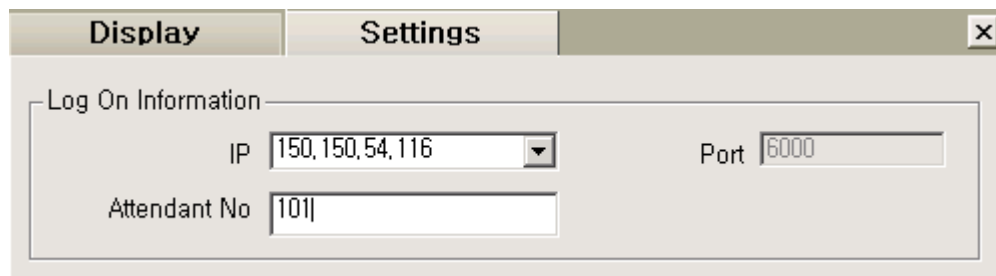 Display Settings
Log On Information
IP 150,150,54,116 Port 6000
Attendant No 101